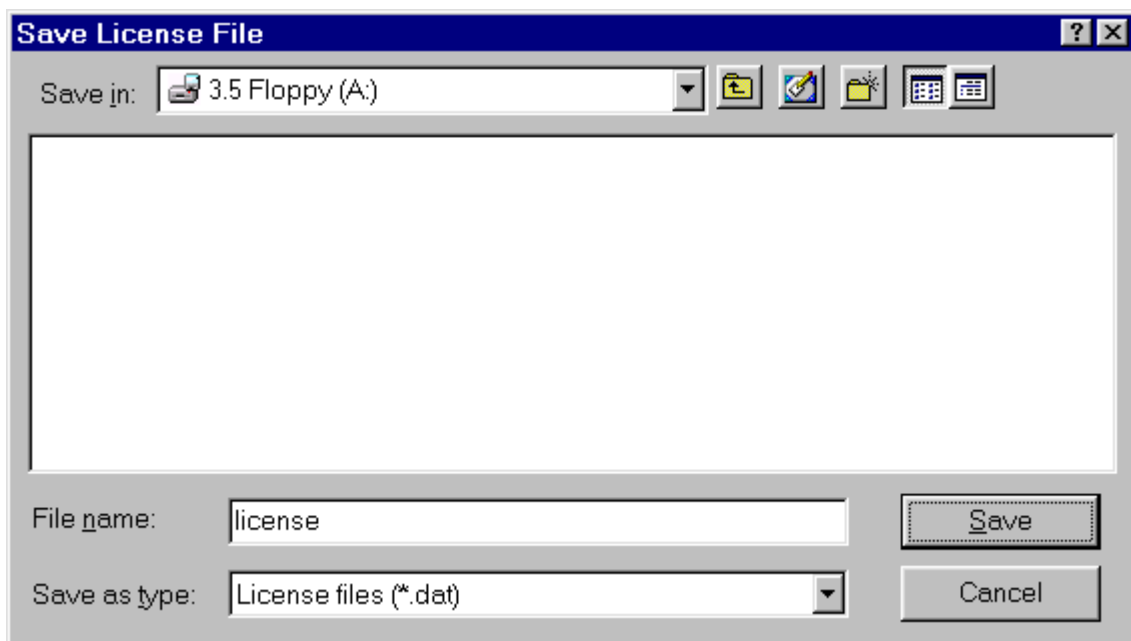 Save License File
Save in: 3.5 Floppy (A:)
File name: license Save
Save as type: License files (*.dat) Cancel